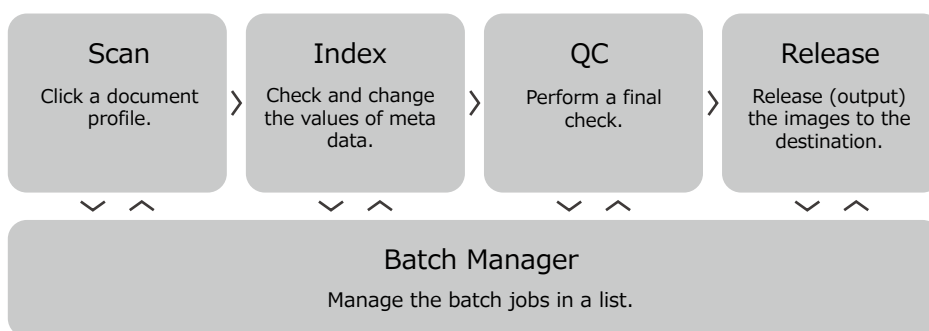 Scan
Click a document
profile.
Index
Check and change
the values of meta
data.
QC
Perform a final
check.
Release
Release (output)
the images to the
destination.
Batch Manager
Manage the batch jobs in a list.